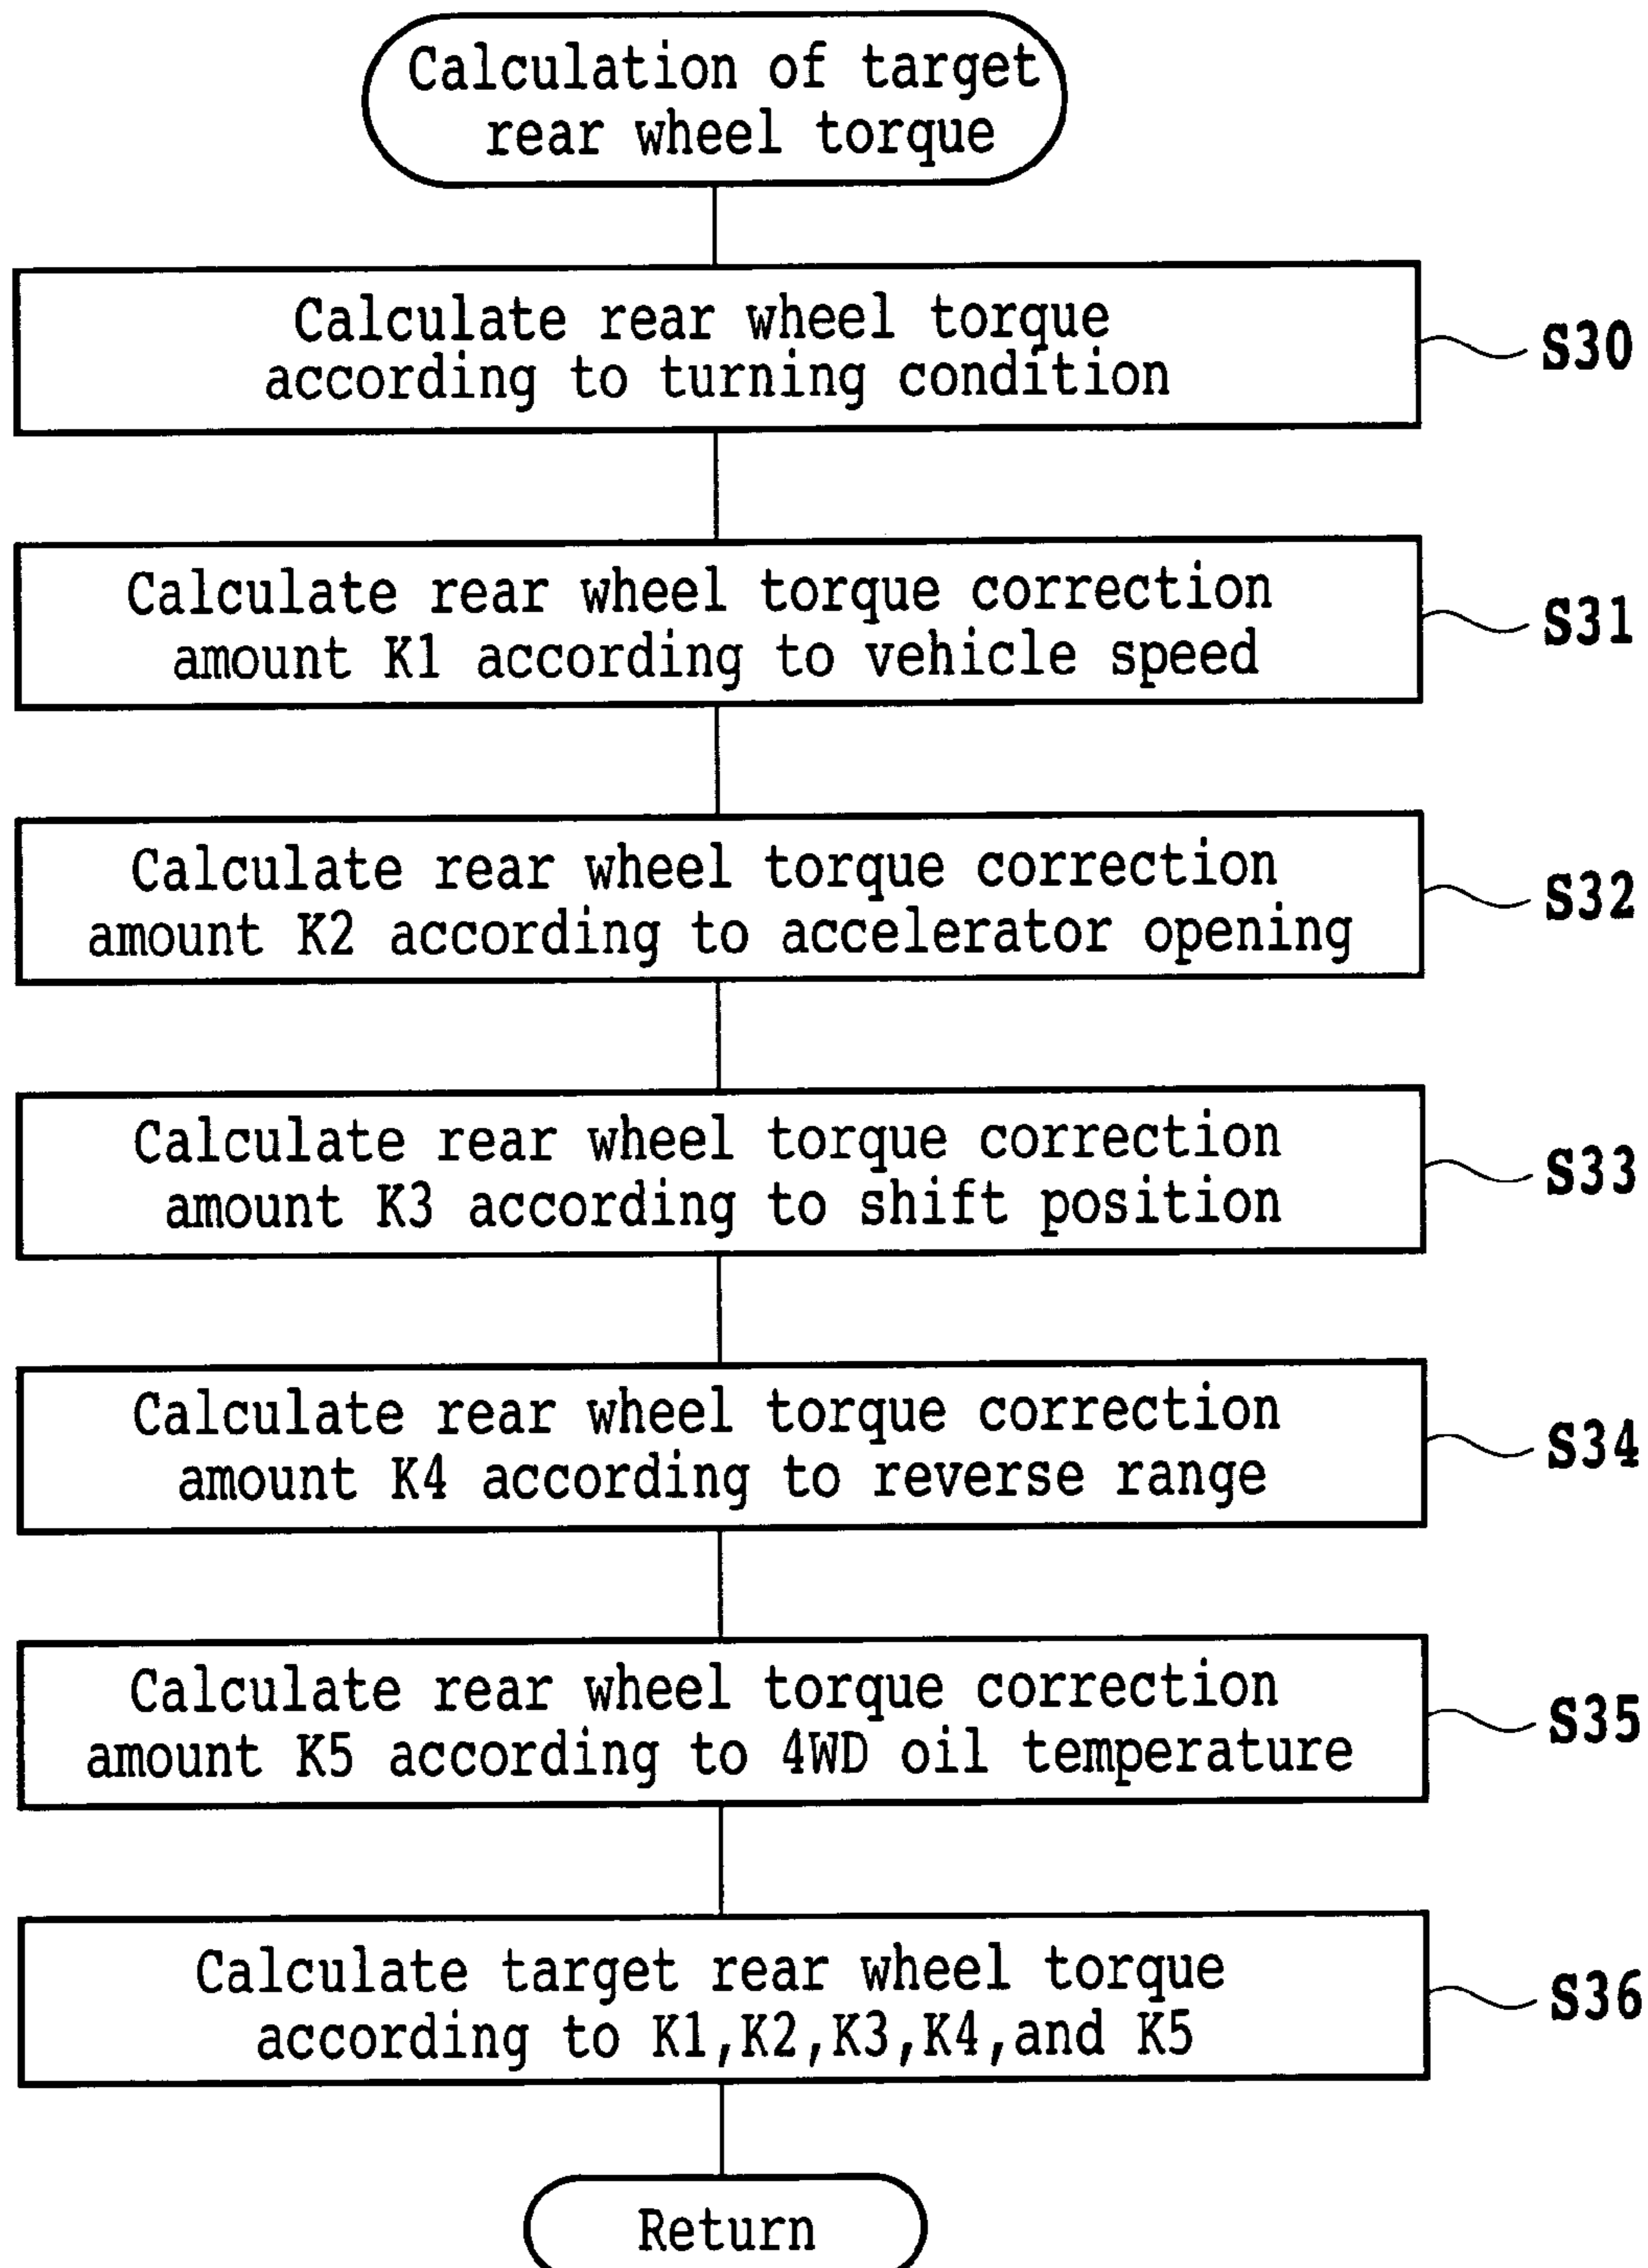 Calculation of target
rear wheel torque
Calculate rear wheel torque
according to turning condition
S30
Calculate rear wheel torque correction
amount K1 according to vehicle speed
S31
Calculate rear wheel torque correction
amount K2 according to accelerator opening
S32
Calculate rear wheel torque correction
amount K3 according to shift position
S33
Calculate rear wheel torque correction
amount K4 according to reverse range
S34
Calculate rear wheel torque correction
amount K5 according to 4WD oil temperature
S35
Calculate target rear wheel torque
according to K1,K2,K3,K4,and K5
S36
Return